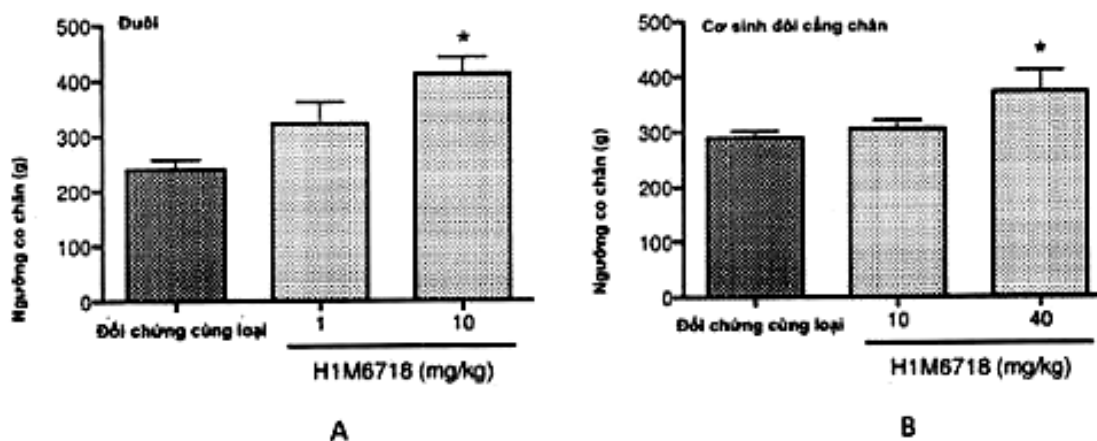 Đuôi
*
500
400
300
200
100
0
Ngưỡng co chân (g)
Đối chứng cùng loại
1
10
H1M6718 (mg/kg)
A
Cơ sinh đôi cẳng chân
*
500
400
300
200
100
0
Ngưỡng co chân (g)
Đối chứng cùng loại
10
40
H1M6718 (mg/kg)
B